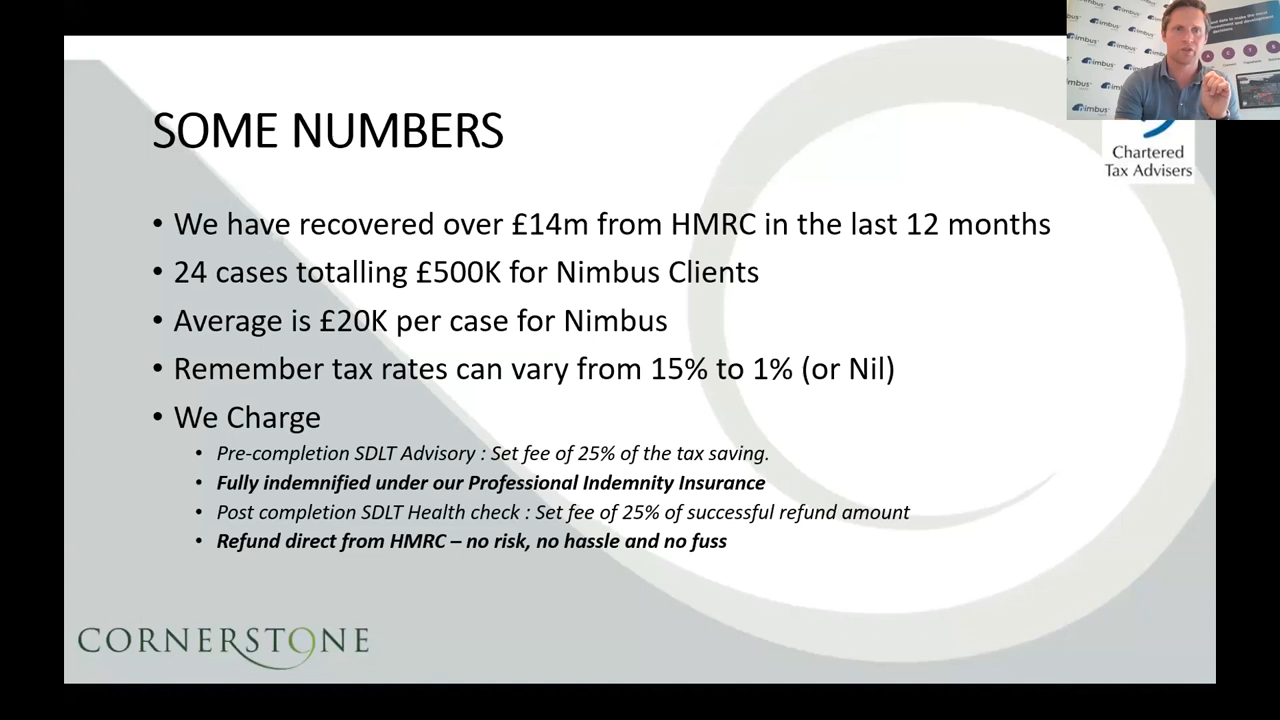 SOME NUMBERS
Chartered
Tax Advisers
• We have recovered over £14m from HMRC in the last 12 months
• 24 cases totalling £500K for Nimbus Clients
• Average is £20K per case for Nimbus
• Remember tax rates can vary from 15% to 1% (or Nil)
• We Charge
• Pre-completion SDLT Advisory : Set fee of 25% of the tax saving.
• Fully indemnified under our Professional Indemnity Insurance
• Post completion SDLT Health check : Set fee of 25% of successful refund amount
• Refund direct from HMRC – no risk, no hassle and no fuss
CORNERSTONE
nimbus